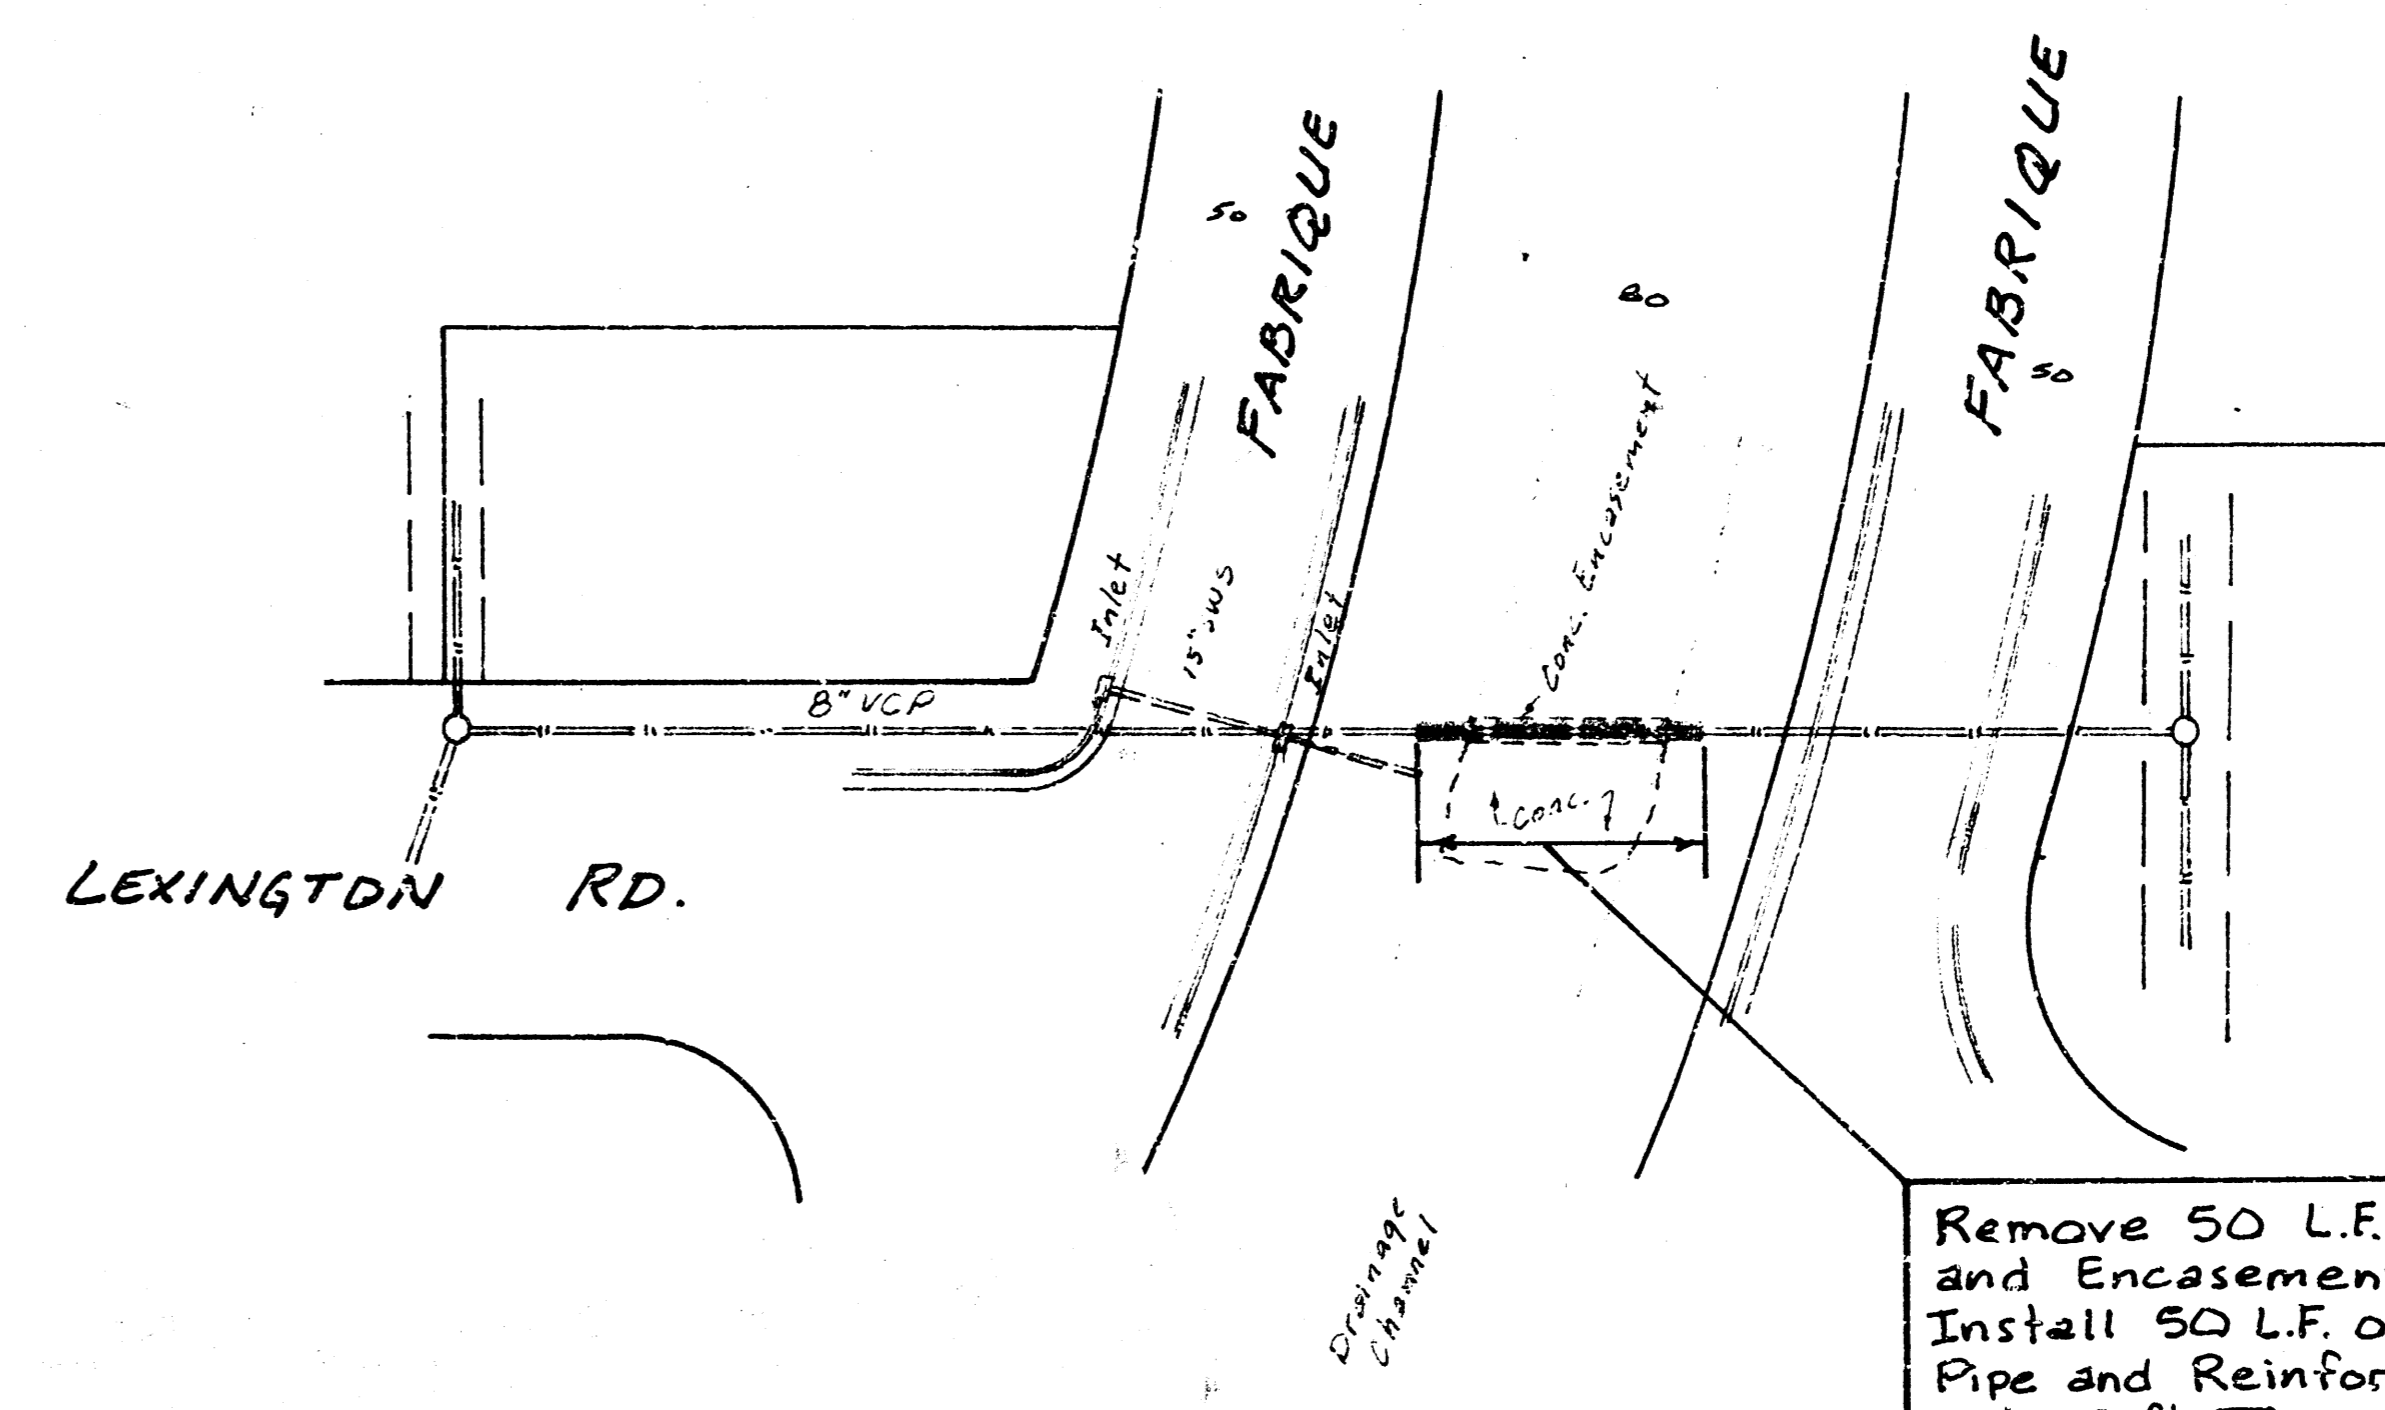 FABRIQUE
FABRIQUE
50
80
50
Conc. Encasement
Inlet
15" SWS
Inlet
8" VCP
Conc.
LEXINGTON RD.
Drainage
Channel
Remove 50 L.F.
and Encasemen
Install 50 L.F. o
Pipe and Reinfor